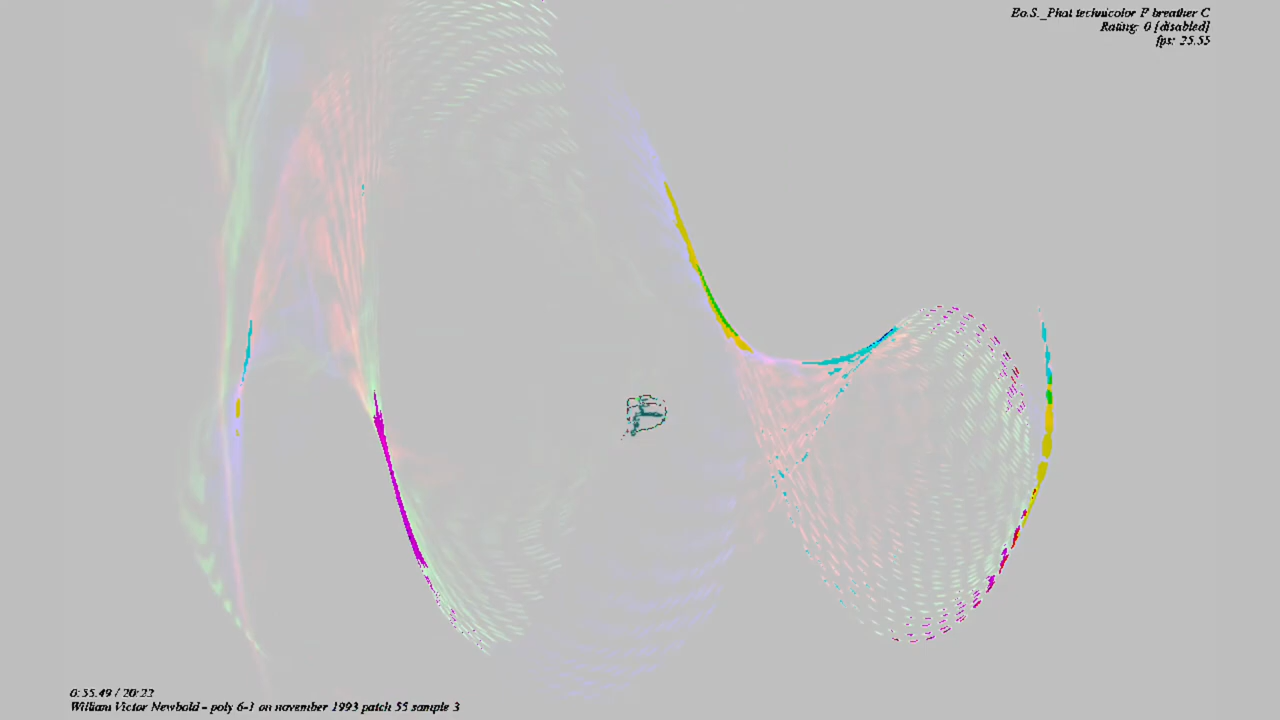 Eo.S._Phat technicolor F breather C
Rating: 0 [disabled]
fps: 25.55
0:35.49 / 20:22
William Victor Newbold - poly 6-1 on november 1993 patch 55 sample 3